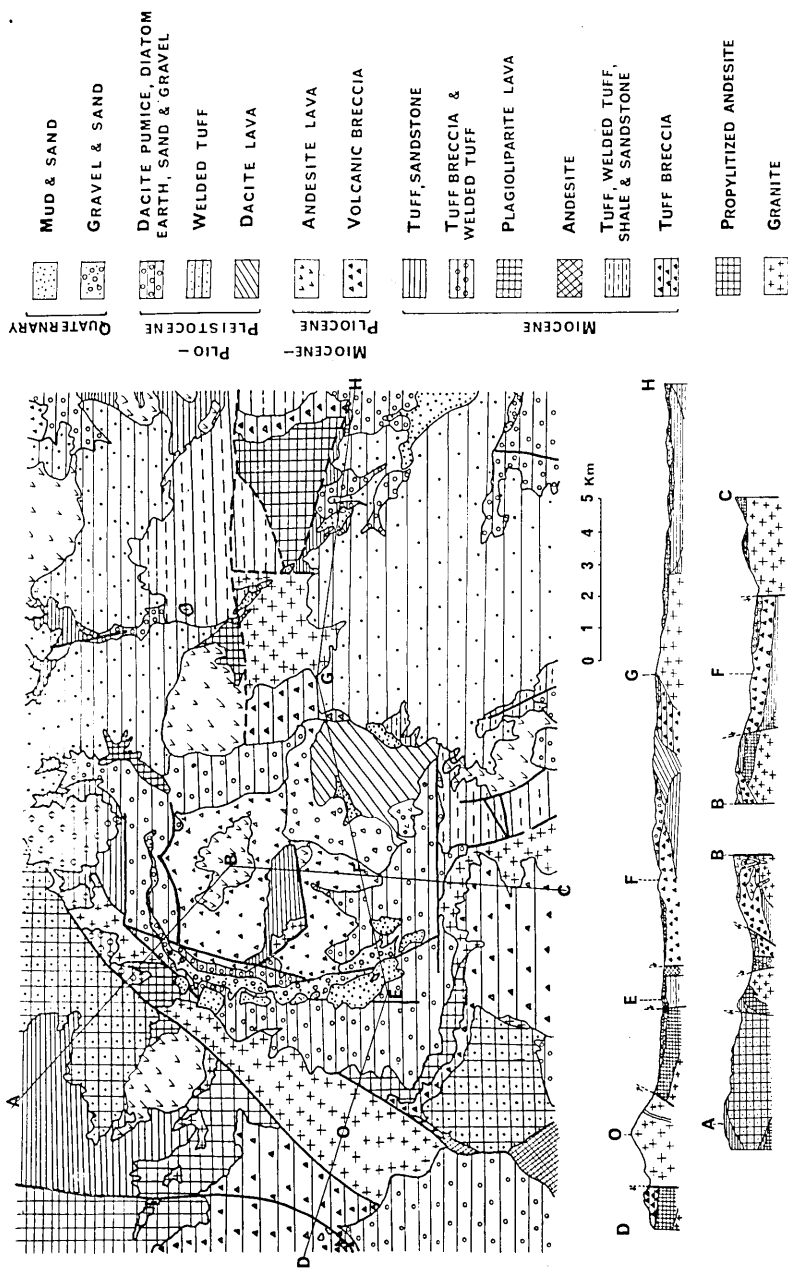 QUATERNARY
MUD & SAND
GRAVEL & SAND
PLIO-
PLEISTOCENE
DACITE PUMICE, DIATOM
EARTH, SAND & GRAVEL
WELDED TUFF
DACITE LAVA
MIOCENE-
PLIOCENE
ANDESITE LAVA
VOLCANIC BRECCIA
MIOCENE
TUFF, SANDSTONE
TUFF BRECCIA &
WELDED TUFF
PLAGIOLIPARITE LAVA
ANDESITE
TUFF, WELDED TUFF,
SHALE & SANDSTONE
TUFF BRECCIA
PROPYLITIZED ANDESITE
GRANITE
A
B
C
D
O
E
F
G
H
0 1 2 3 4 5 Km
D O E F G H
A B B F C